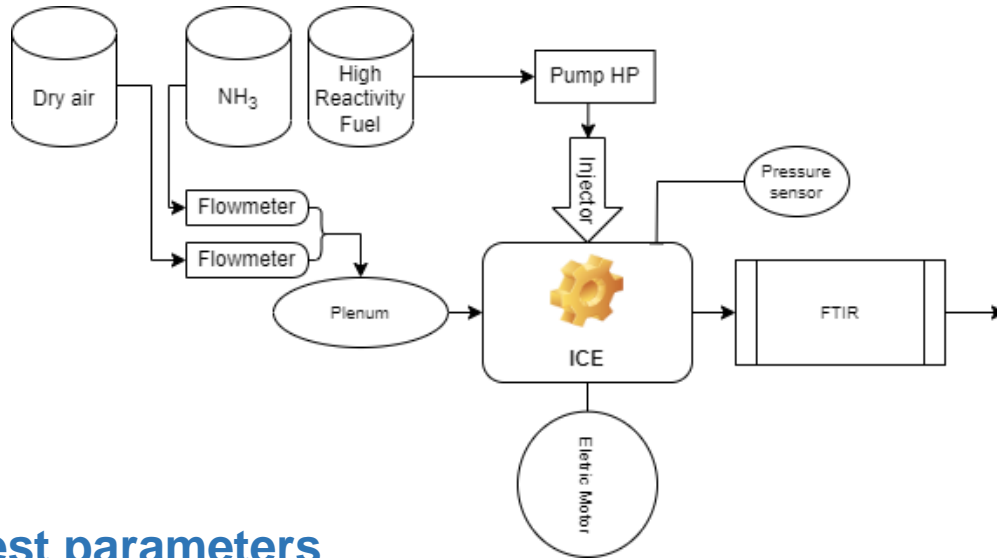 Dry air
NH₃
High
Reactivity
Fuel
Pump HP
Injector
Pressure
sensor
Flowmeter
Flowmeter
Plenum
ICE
FTIR
Eletric Motor
est parameters